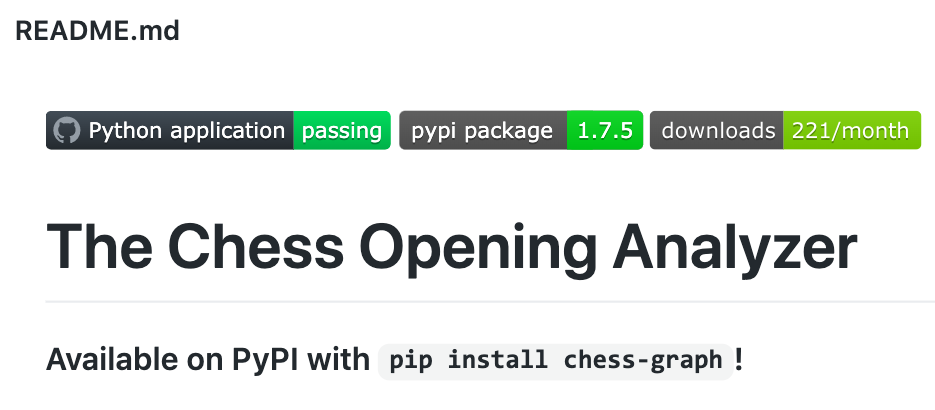 README.md
Python application passing pypi package 1.7.5 downloads 221/month
The Chess Opening Analyzer
Available on PyPI with pip install chess-graph!